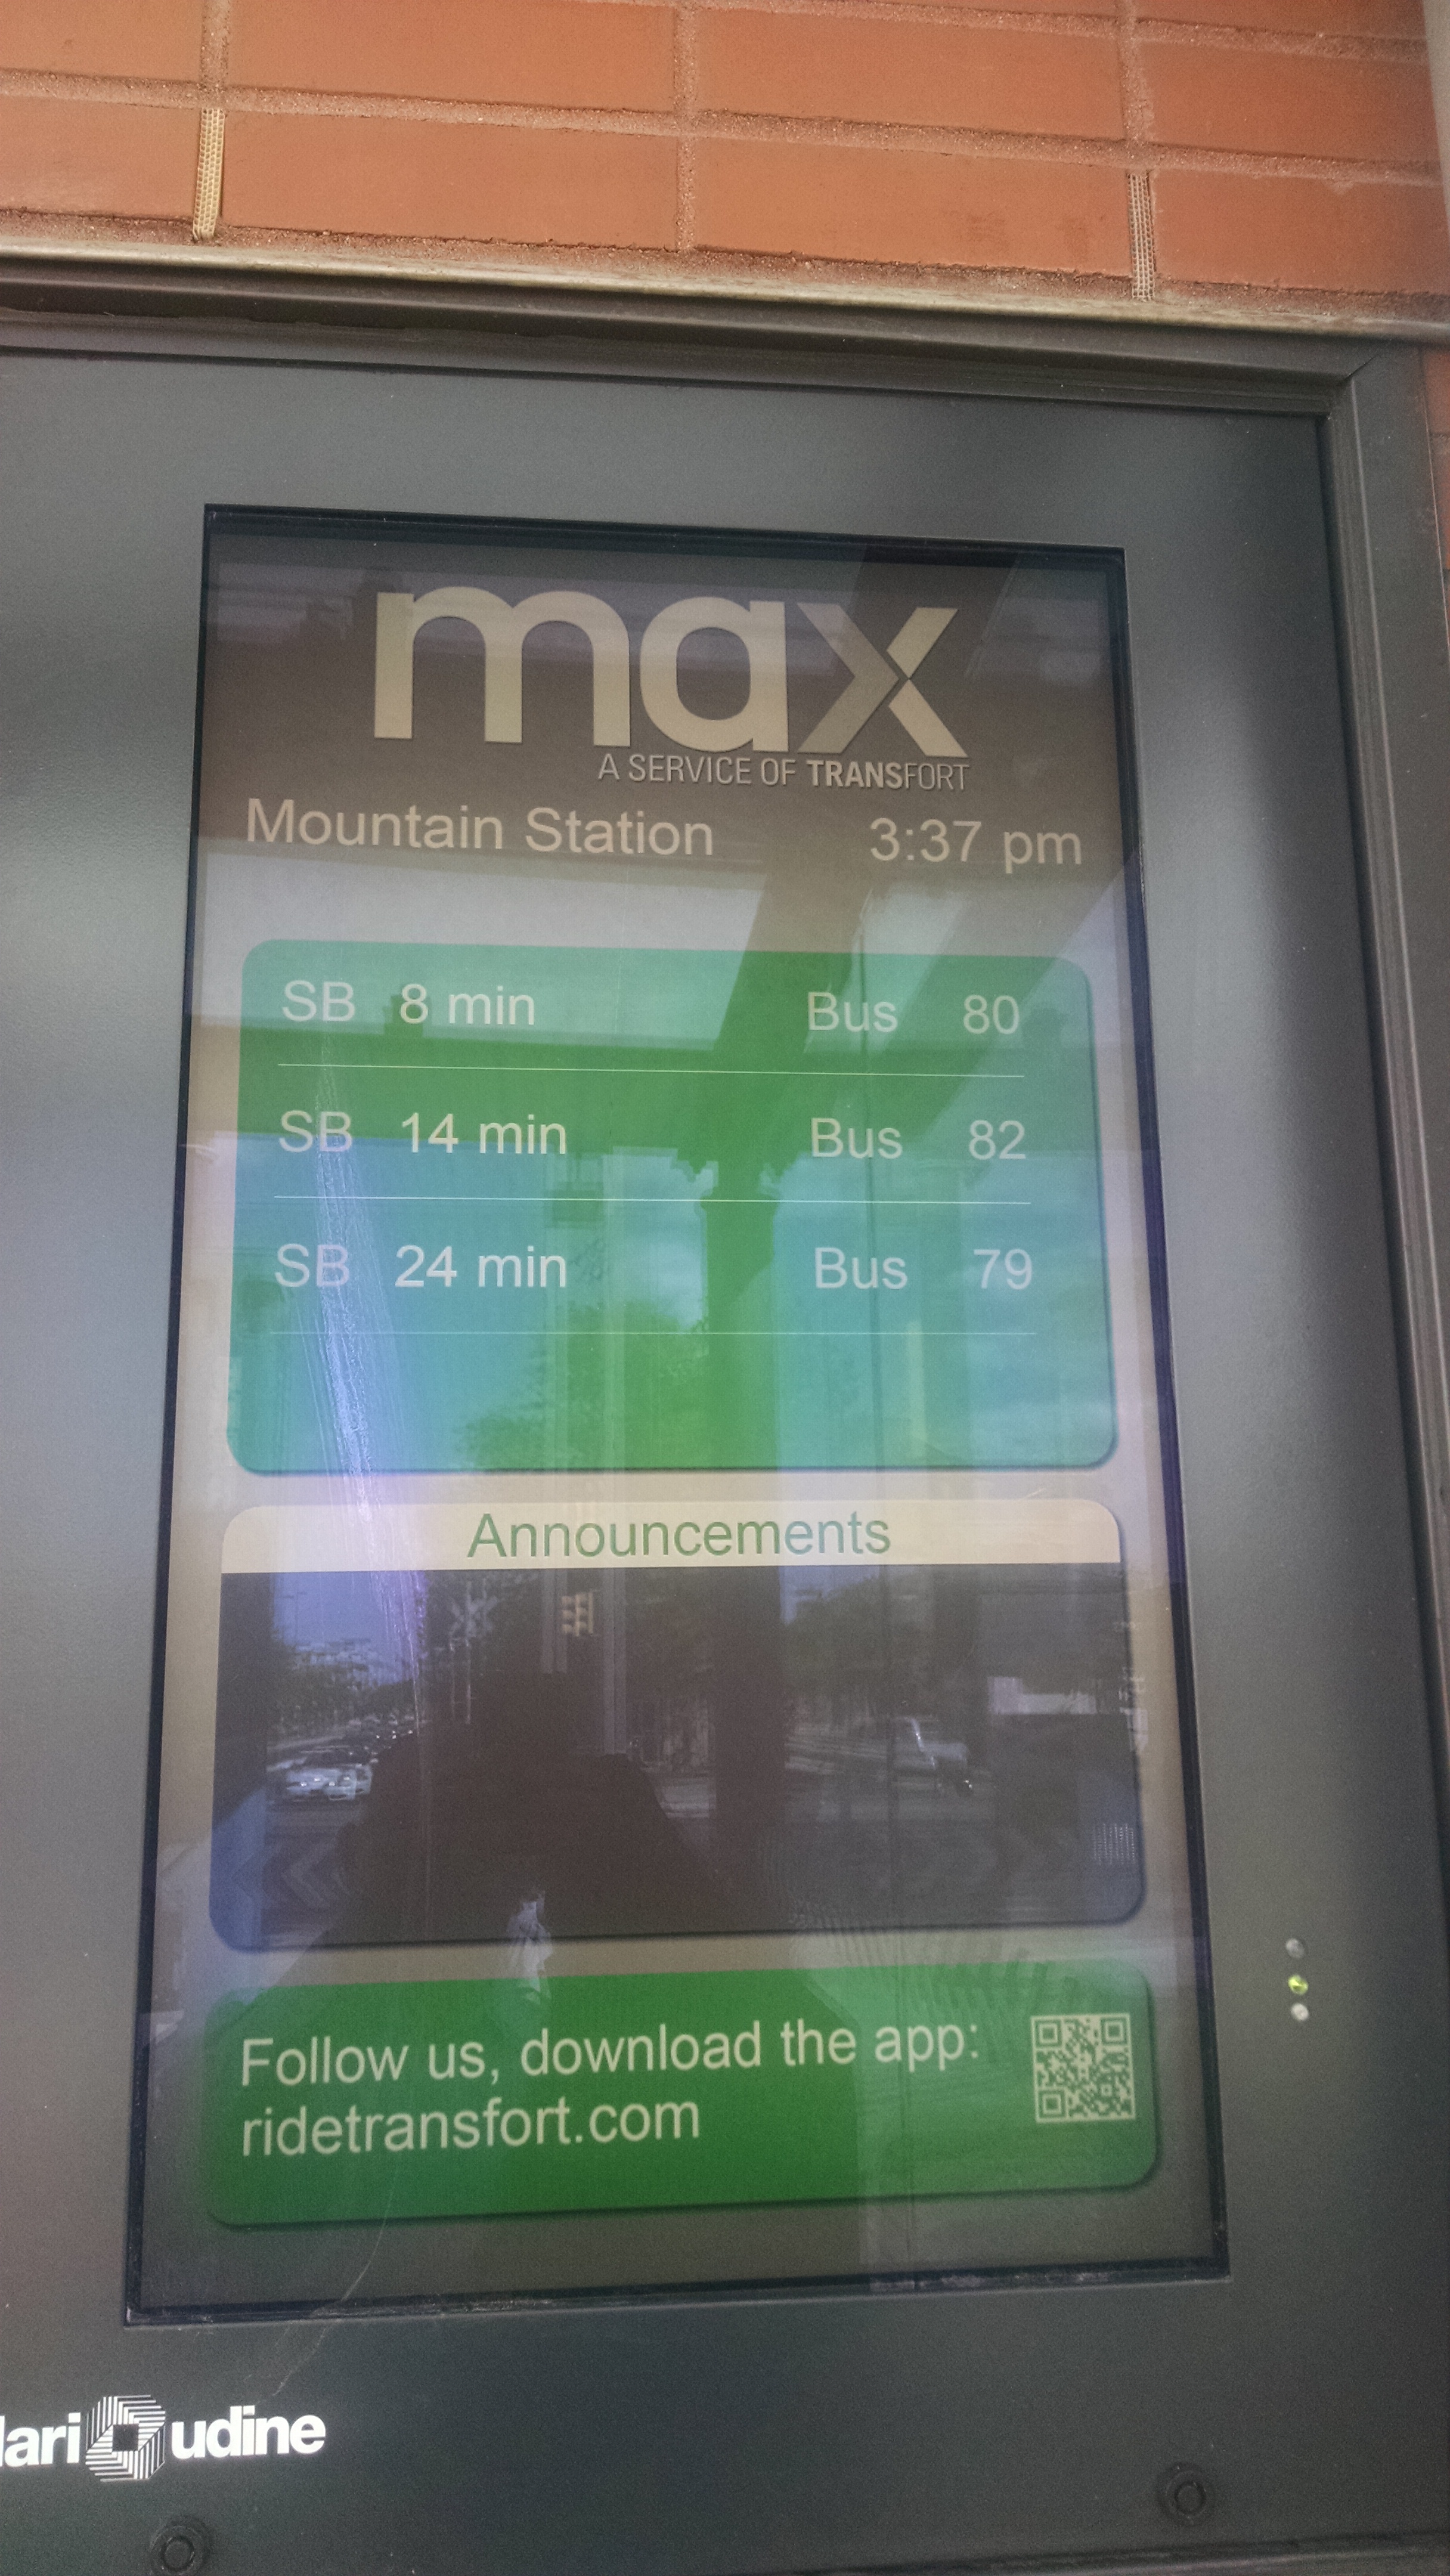 max
A SERVICE OF TRANSFORT
Mountain Station 3:37 pm
SB 8 min Bus 80
SB 14 min Bus 82
SB 24 min Bus 79
Announcements
Follow us, download the app:
ridetransfort.com
lari udine